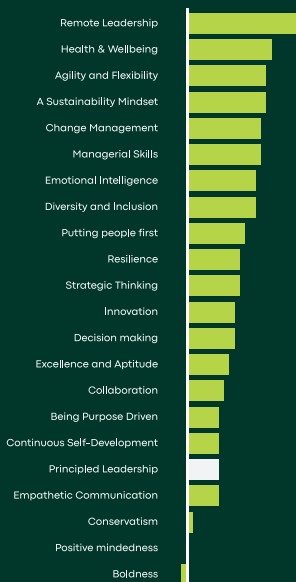 Remote Leadership
Health & Wellbeing
Agility and Flexibility
A Sustainability Mindset
Change Management
Managerial Skills
Emotional Intelligence
Diversity and Inclusion
Putting people first
Resilience
Strategic Thinking
Innovation
Decision making
Excellence and Aptitude
Collaboration
Being Purpose Driven
Continuous Self-Development
Principled Leadership
Empathetic Communication
Conservatism
Positive mindedness
Boldness